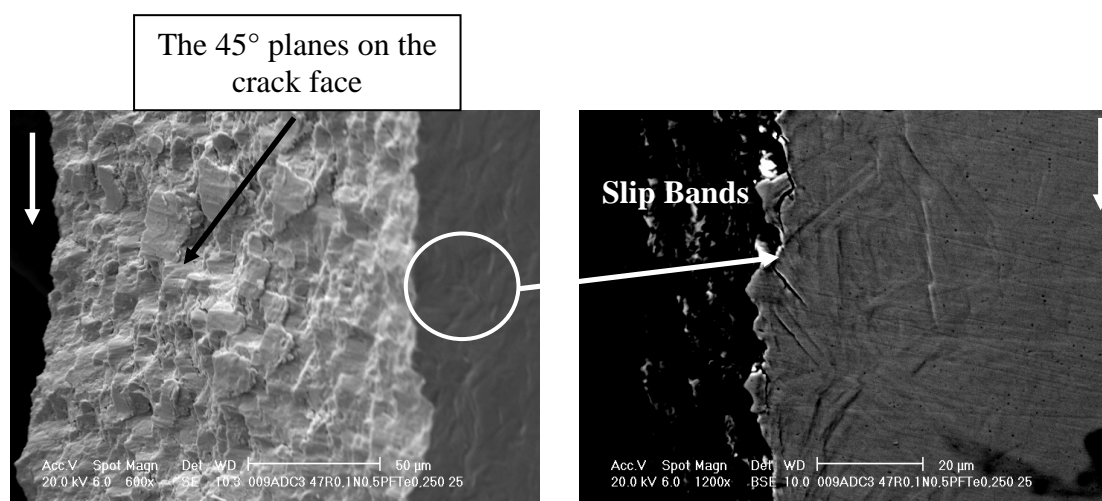 The 45° planes on the
crack face
Slip Bands
Acc.V Spot Magn Det WD 50 µm
20.0 kV 6.0 600x SE 10.3 009ADC3 47R0,1N0,5PFTe0,250 25
Acc.V Spot Magn Det WD 20 µm
20.0 kV 6.0 1200x BSE 10.0 009ADC3 47R0,1N0,5PFTe0,250 25